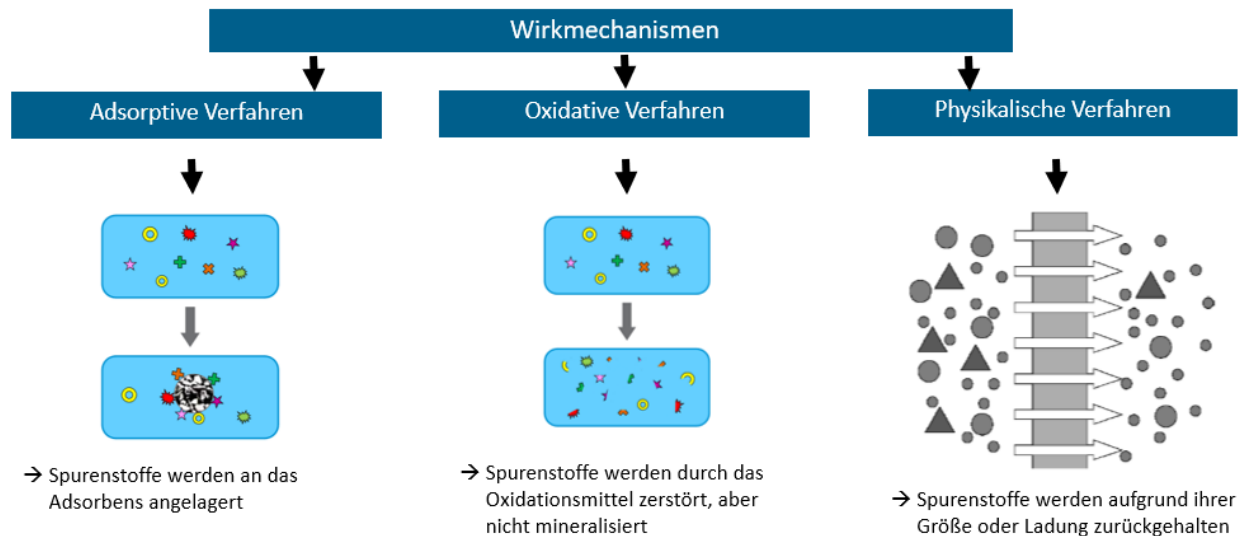 Wirkmechanismen
Adsorptive Verfahren
Oxidative Verfahren
Physikalische Verfahren
→ Spurenstoffe werden an das
Adsorbens angelagert
→ Spurenstoffe werden durch das
Oxidationsmittel zerstört, aber
nicht mineralisiert
→ Spurenstoffe werden aufgrund ihrer
Größe oder Ladung zurückgehalten